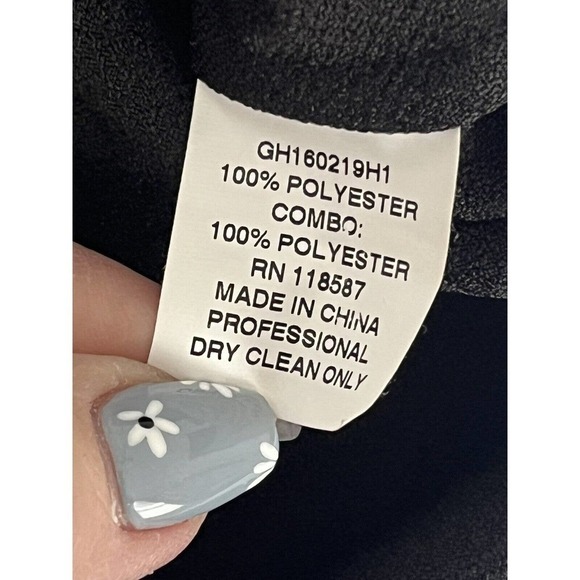 GH160219H1
100% POLYESTER
COMBO:
100% POLYESTER
RN 118587
MADE IN CHINA
PROFESSIONAL
DRY CLEAN ONLY